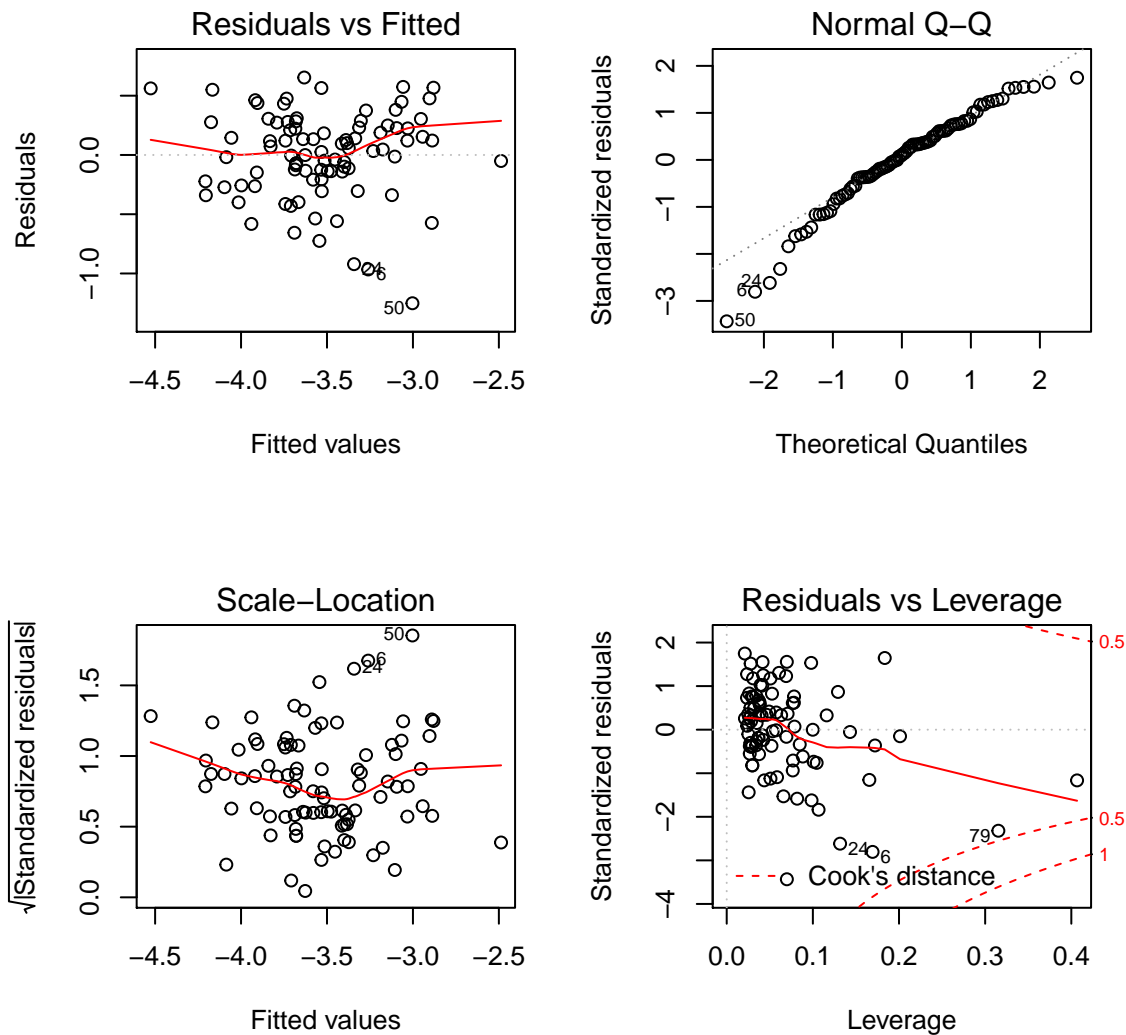 Residuals vs Fitted
Residuals
0.0
−1.0
24
6
50
−4.5 −4.0 −3.5 −3.0 −2.5
Fitted values
Normal Q−Q
Standardized residuals
2
1
0
−1
−3
24
6
50
−2 −1 0 1 2
Theoretical Quantiles
Scale−Location
√|Standardized residuals|
1.5
1.0
0.5
0.0
50
6
24
−4.5 −4.0 −3.5 −3.0 −2.5
Fitted values
Residuals vs Leverage
Standardized residuals
2
0
−2
−4
0.5
0.5
1
79
24
6
Cook's distance
0.0 0.1 0.2 0.3 0.4
Leverage